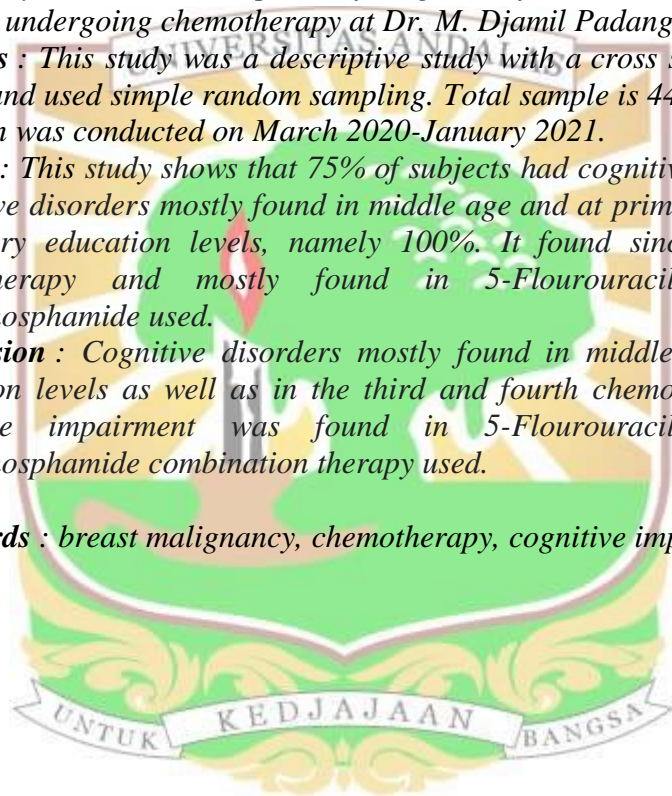 undergoing chemotherapy at Dr. M. Djamil Padang
UNIVERSITAS ANDALAS
s : This study was a descriptive study with a cross s
and used simple random sampling. Total sample is 44
n was conducted on March 2020-January 2021.
: This study shows that 75% of subjects had cognitiv
ve disorders mostly found in middle age and at prim
ry education levels, namely 100%. It found sinc
herapy and mostly found in 5-Flourouracil
hosphamide used.
sion : Cognitive disorders mostly found in middle
on levels as well as in the third and fourth chemo
e impairment was found in 5-Flourouracil
hosphamide combination therapy used.
rds : breast malignancy, chemotherapy, cognitive imp
UNTUK KEDJAJAAN BANGSA